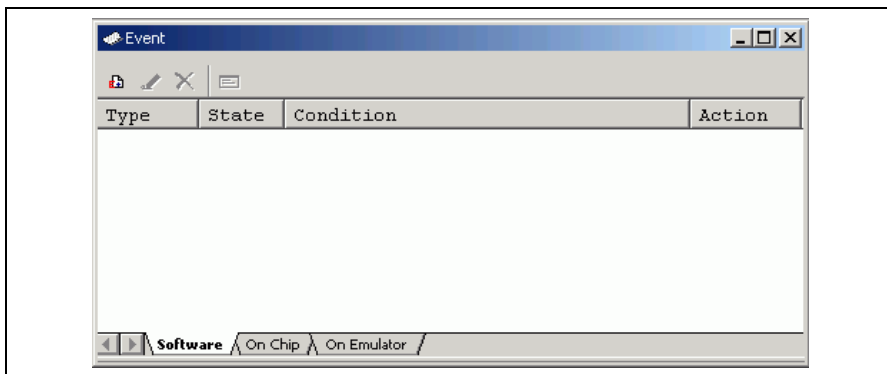 Event
Type State Condition Action
Software On Chip On Emulator